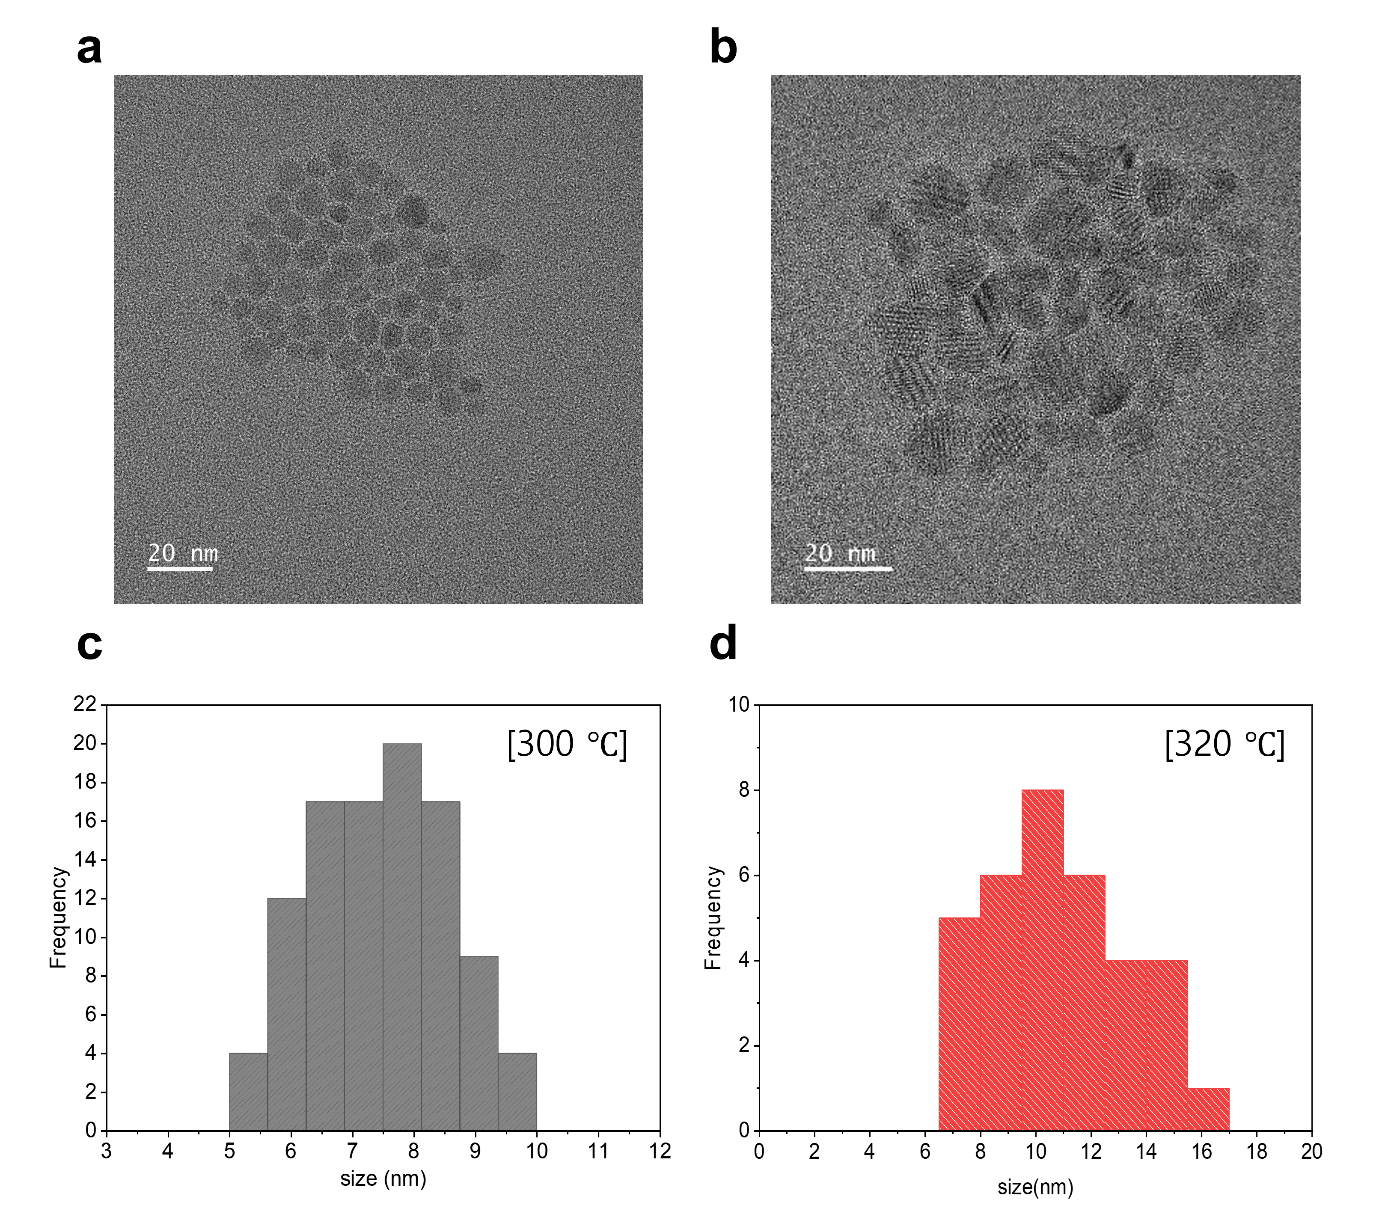 a
b
20 nm
20 nm
c
d
[300 °C]
22
20
18
16
14
12
10
8
6
4
2
0
Frequency
3 4 5 6 7 8 9 10 11 12
size (nm)
[320 °C]
10
8
6
4
2
0
Frequency
0 2 4 6 8 10 12 14 16 18 20
size(nm)